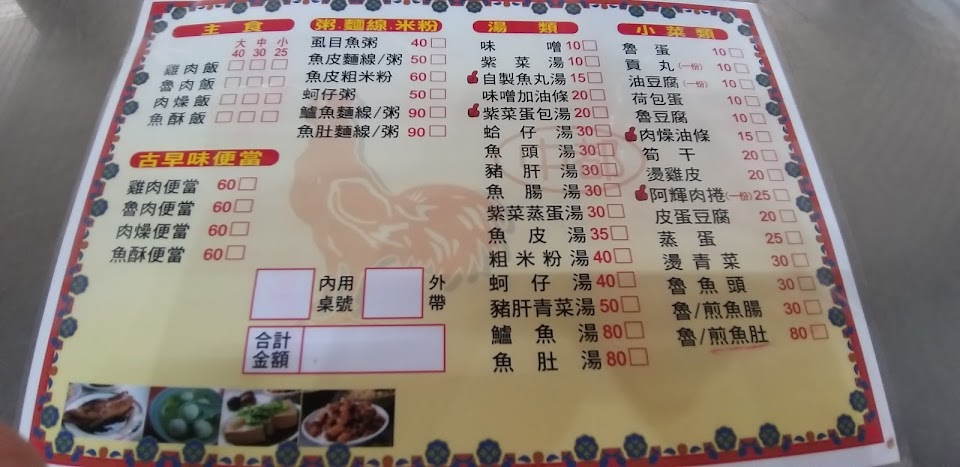 主食
大 中 小
40 30 25
雞肉飯
魯肉飯
肉燥飯
魚酥飯
古早味便當
雞肉便當 60
魯肉便當 60
肉燥便當 60
魚酥便當 60
粥.麵線.米粉
虱目魚粥 40
魚皮麵線/粥 50
魚皮粗米粉 60
蚵仔粥 50
鱸魚麵線/粥 90
魚肚麵線/粥 90
內用桌號
外帶
合計金額
湯類
味噌 10
紫菜湯 10
自製魚丸湯 15
味噌加油條 20
紫菜蛋包湯 20
蛤仔湯 30
魚頭湯 30
豬肝湯 30
魚腸湯 30
紫菜蒸蛋湯 30
魚皮湯 35
粗米粉湯 40
蚵仔湯 40
豬肝青菜湯 50
鱸魚湯 80
魚肚湯 80
小菜類
魯蛋 10
貢丸(一份) 10
油豆腐(一份) 10
荷包蛋 10
魯豆腐 10
肉燥油條 15
筍干 20
燙雞皮 20
阿輝肉捲(一份) 25
皮蛋豆腐 20
蒸蛋 25
燙青菜 30
魯魚頭 30
魯/煎魚腸 30
魯/煎魚肚 80